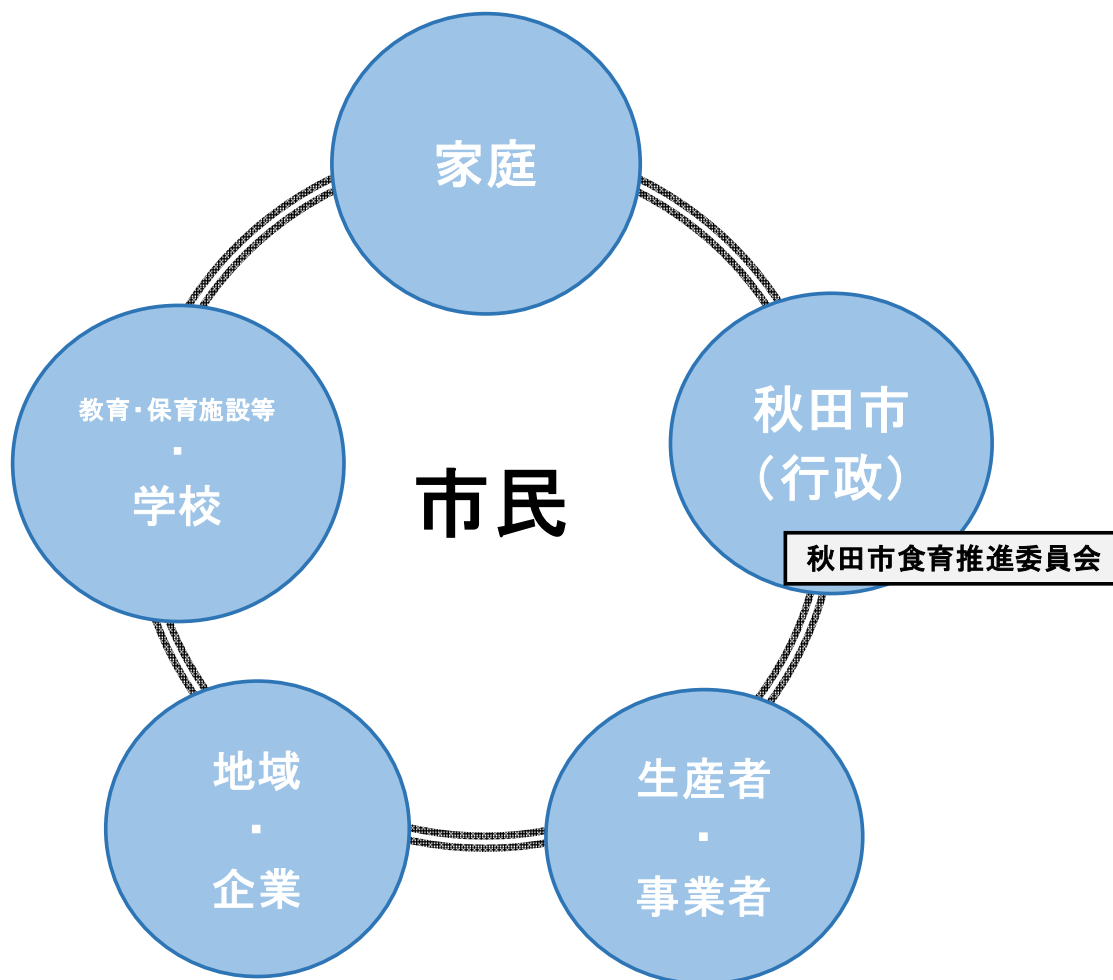 家庭
教育・保育施設等
・
学校
秋田市
（行政）
市民
秋田市食育推進委員会
地域
・
企業
生産者
・
事業者